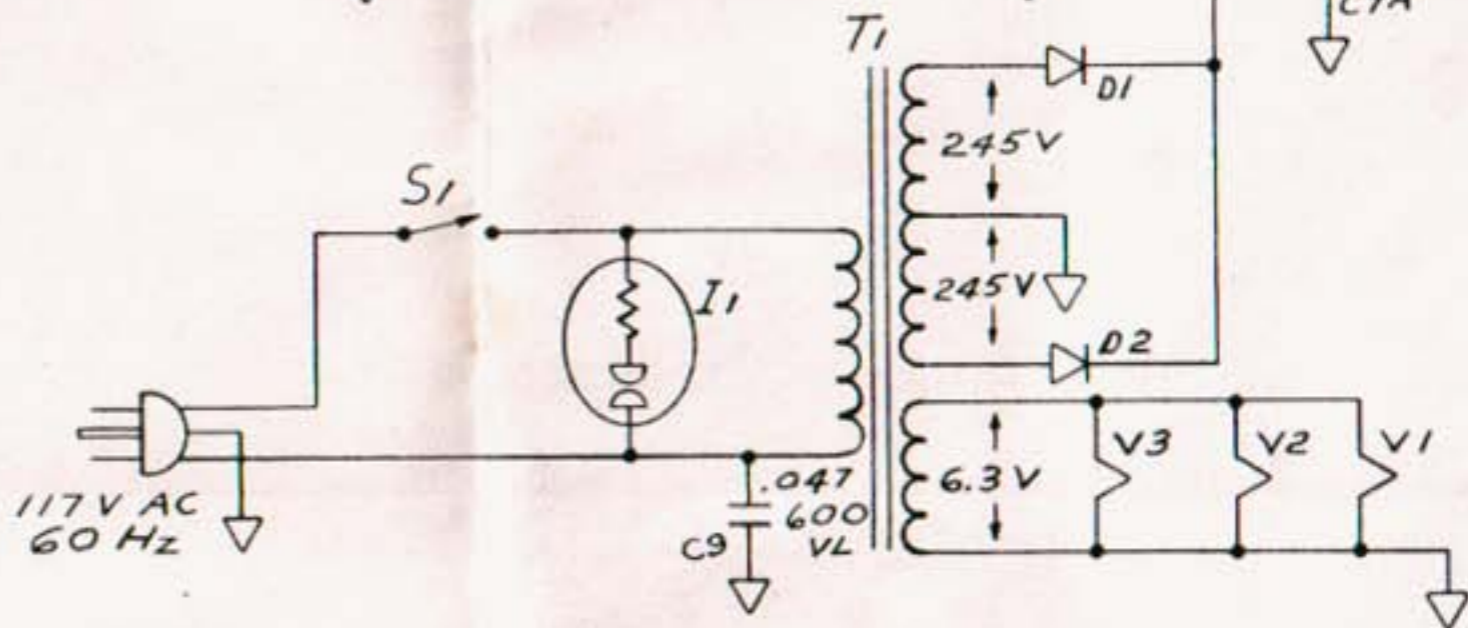 C7A
T1
D1
245V
S1
I1
245V
D2
117V AC
60 Hz
.047
600
VL
C9
6.3V
V3
V2
V1